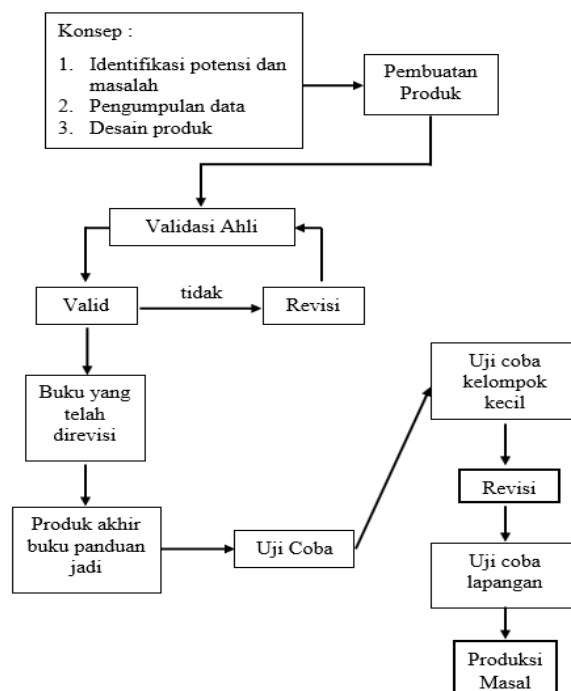 Konsep :
1. Identifikasi potensi dan
masalah
2. Pengumpulan data
3. Desain produk
Pembuatan
Produk
Validasi Ahli
Valid
tidak
Revisi
Buku yang
telah
direvisi
Produk akhir
buku panduan
jadi
Uji Coba
Uji coba
kelompok
kecil
Revisi
Uji coba
lapangan
Produksi
Masal